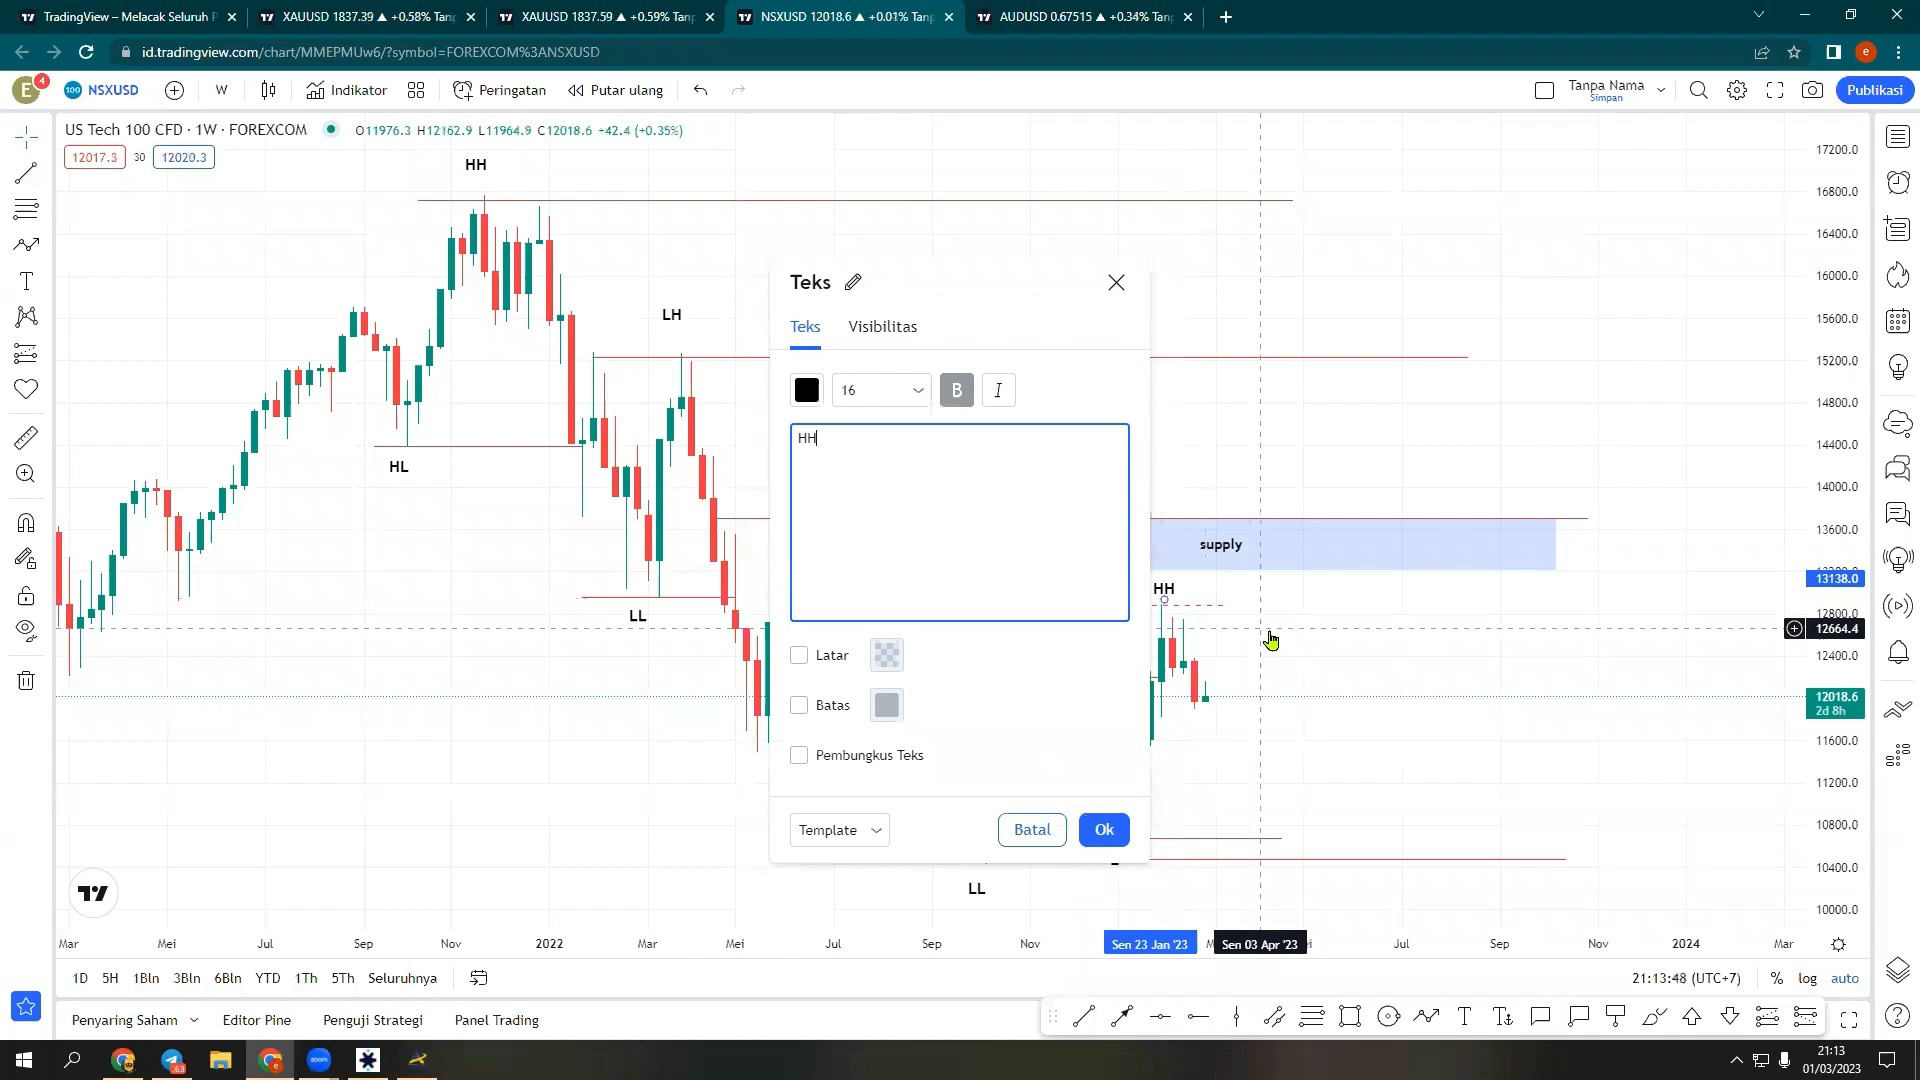 TradingView – Melacak Seluruh P
XAUUSD 1837.39 ▲ +0.58% Tanp
XAUUSD 1837.59 ▲ +0.59% Tanp
NSXUSD 12018.6 ▲ +0.01% Tanp
AUDUSD 0.67515 ▲ +0.34% Tanp
id.tradingview.com/chart/MMEPMUw6/?symbol=FOREXCOM%3ANSXUSD
e
E
4
100
NSXUSD
W
Indikator
Peringatan
Putar ulang
Tanpa Nama
Simpan
Publikasi
US Tech 100 CFD · 1W · FOREXCOM
O11976.3 H12162.9 L11964.9 C12018.6 +42.4 (+0.35%)
12017.3
30
12020.3
HH
LH
HL
LL
supply
HH
LL
Teks
Teks
Visibilitas
16
B
I
HH
Latar
Batas
Pembungkus Teks
Template
Batal
Ok
17200.0
16800.0
16400.0
16000.0
15600.0
15200.0
14800.0
14400.0
14000.0
13600.0
13138.0
12800.0
12664.4
12400.0
12018.6
2d 8h
11600.0
11200.0
10800.0
10400.0
10000.0
Mar
Mei
Jul
Sep
Nov
2022
Mar
Mei
Jul
Sep
Nov
Sen 23 Jan '23
Sen 03 Apr '23
Jul
Sep
Nov
2024
Mar
1D
5H
1Bln
3Bln
6Bln
YTD
1Th
5Th
Seluruhnya
21:13:48 (UTC+7)
%
log
auto
Penyaring Saham
Editor Pine
Penguji Strategi
Panel Trading
zoom
63
21:13
01/03/2023